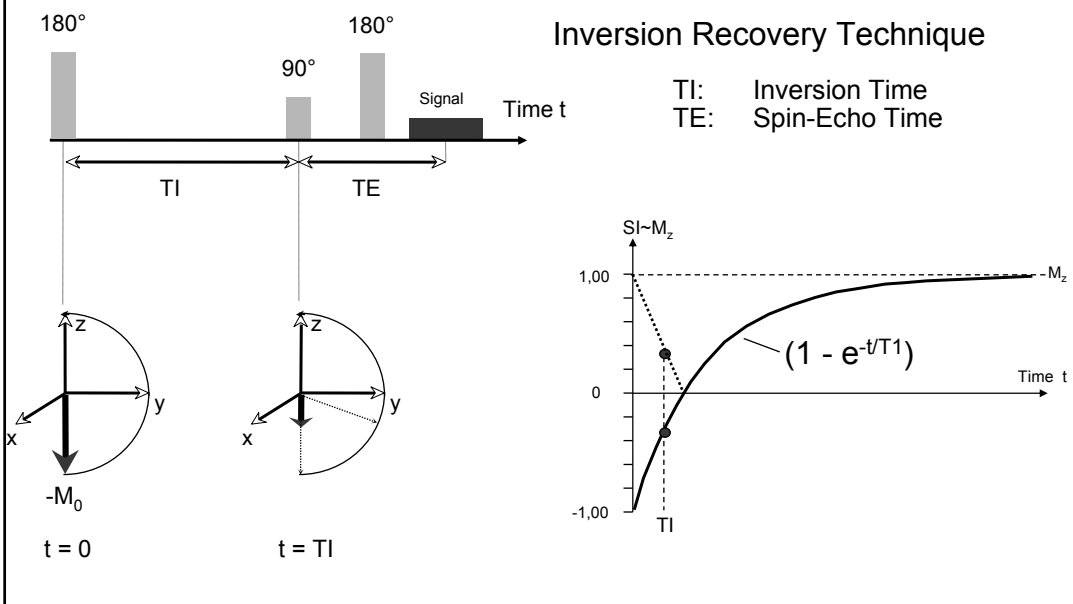 Inversion Recovery Technique
TI: Inversion Time
TE: Spin-Echo Time
180°
90°
180°
Signal
Time t
TI
TE
z
y
x
-M₀
t = 0
z
y
x
t = TI
SI~Mz
1,00
Mz
(1 - e^-t/T1)
0
Time t
-1,00
TI